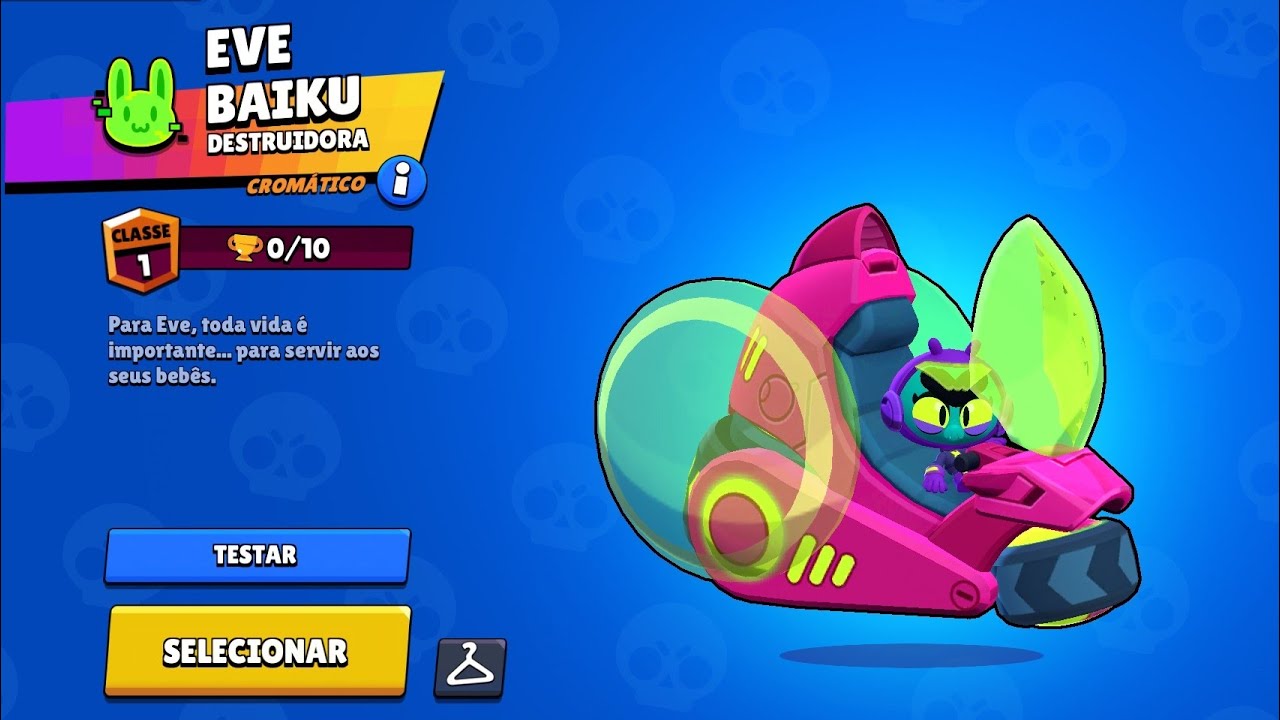 EVE
BAIKU
DESTRUIDORA
CROMÁTICO
i
CLASSE
1
0/10
Para Eve, toda vida é
importante... para servir aos
seus bebês.
TESTAR
SELECIONAR